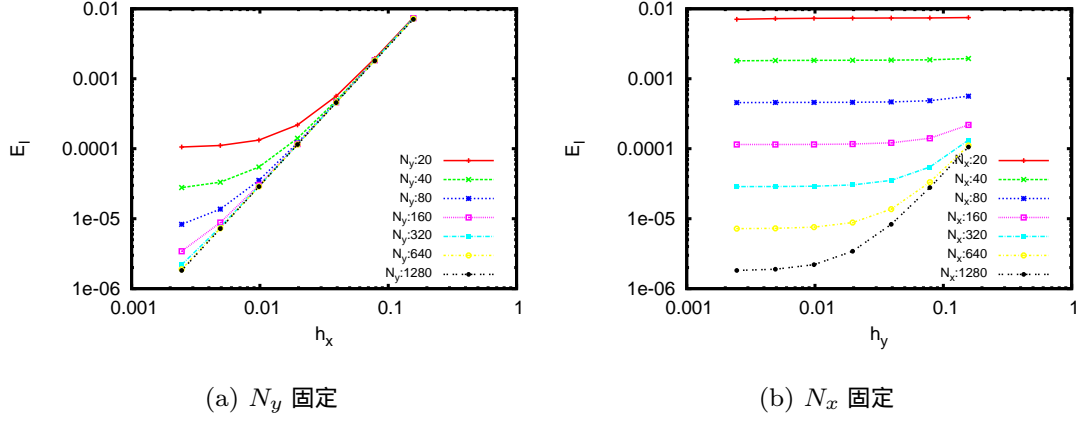 0.01
0.001
0.0001
1e-05
1e-06
E_l
N_y:20
N_y:40
N_y:80
N_y:160
N_y:320
N_y:640
N_y:1280
0.001 0.01 0.1 1
h_x
(a) N_y 固定
0.01
0.001
0.0001
1e-05
1e-06
E_l
N_x:20
N_x:40
N_x:80
N_x:160
N_x:320
N_x:640
N_x:1280
0.001 0.01 0.1 1
h_y
(b) N_x 固定